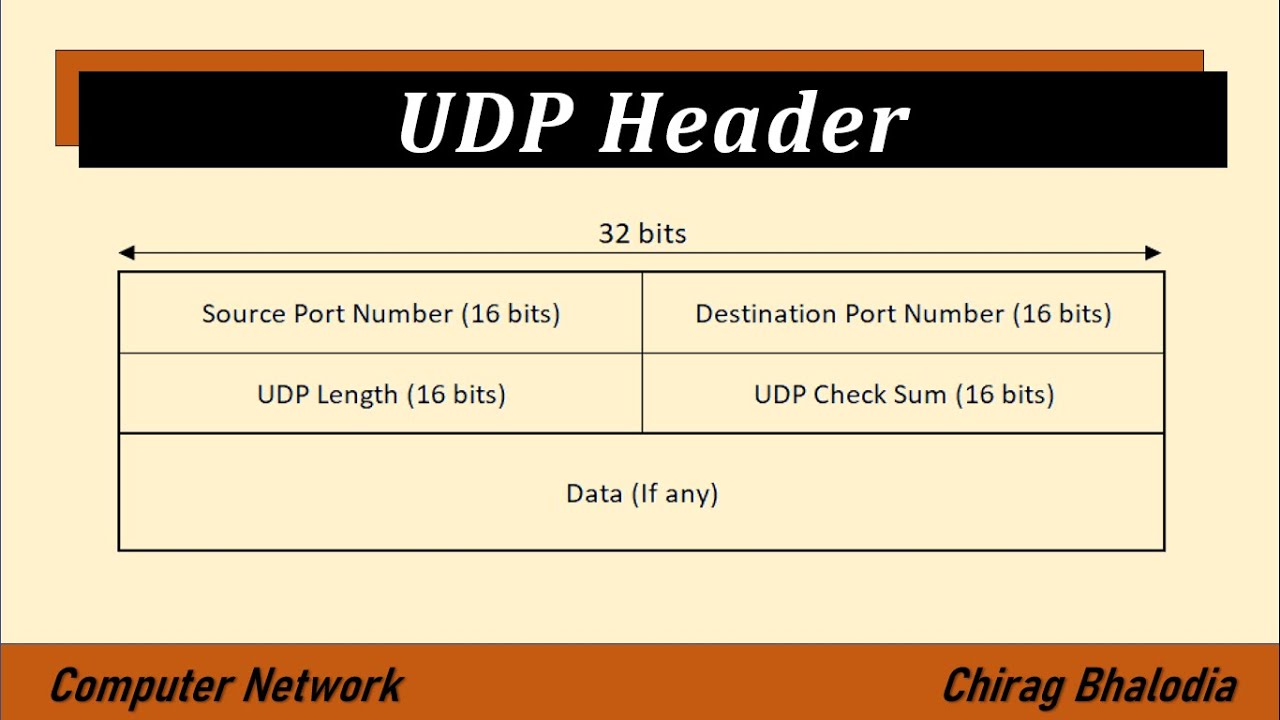 UDP Header
32 bits
Source Port Number (16 bits)
Destination Port Number (16 bits)
UDP Length (16 bits)
UDP Check Sum (16 bits)
Data (If any)
Computer Network
Chirag Bhalodia